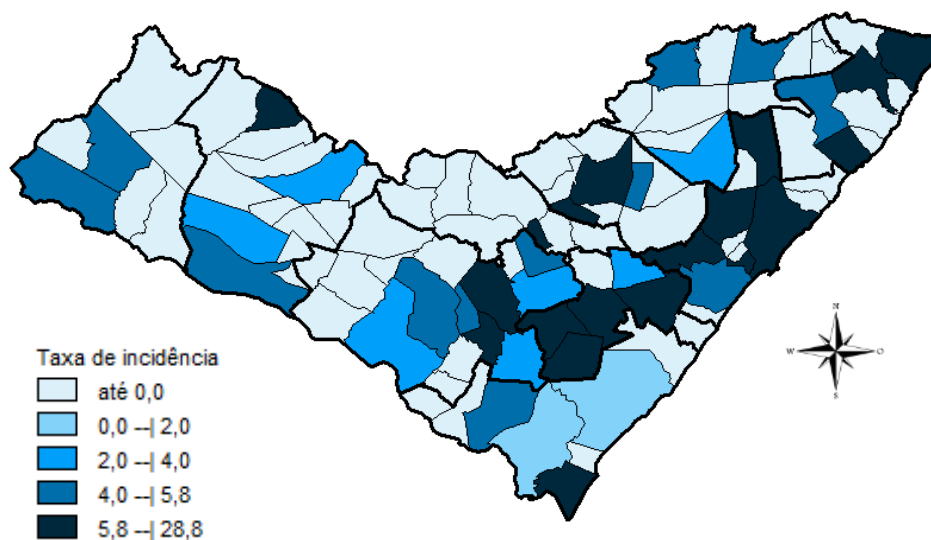 Taxa de incidência
até 0,0
0,0 --| 2,0
2,0 --| 4,0
4,0 --| 5,8
5,8 --| 28,8
N
W
O
S